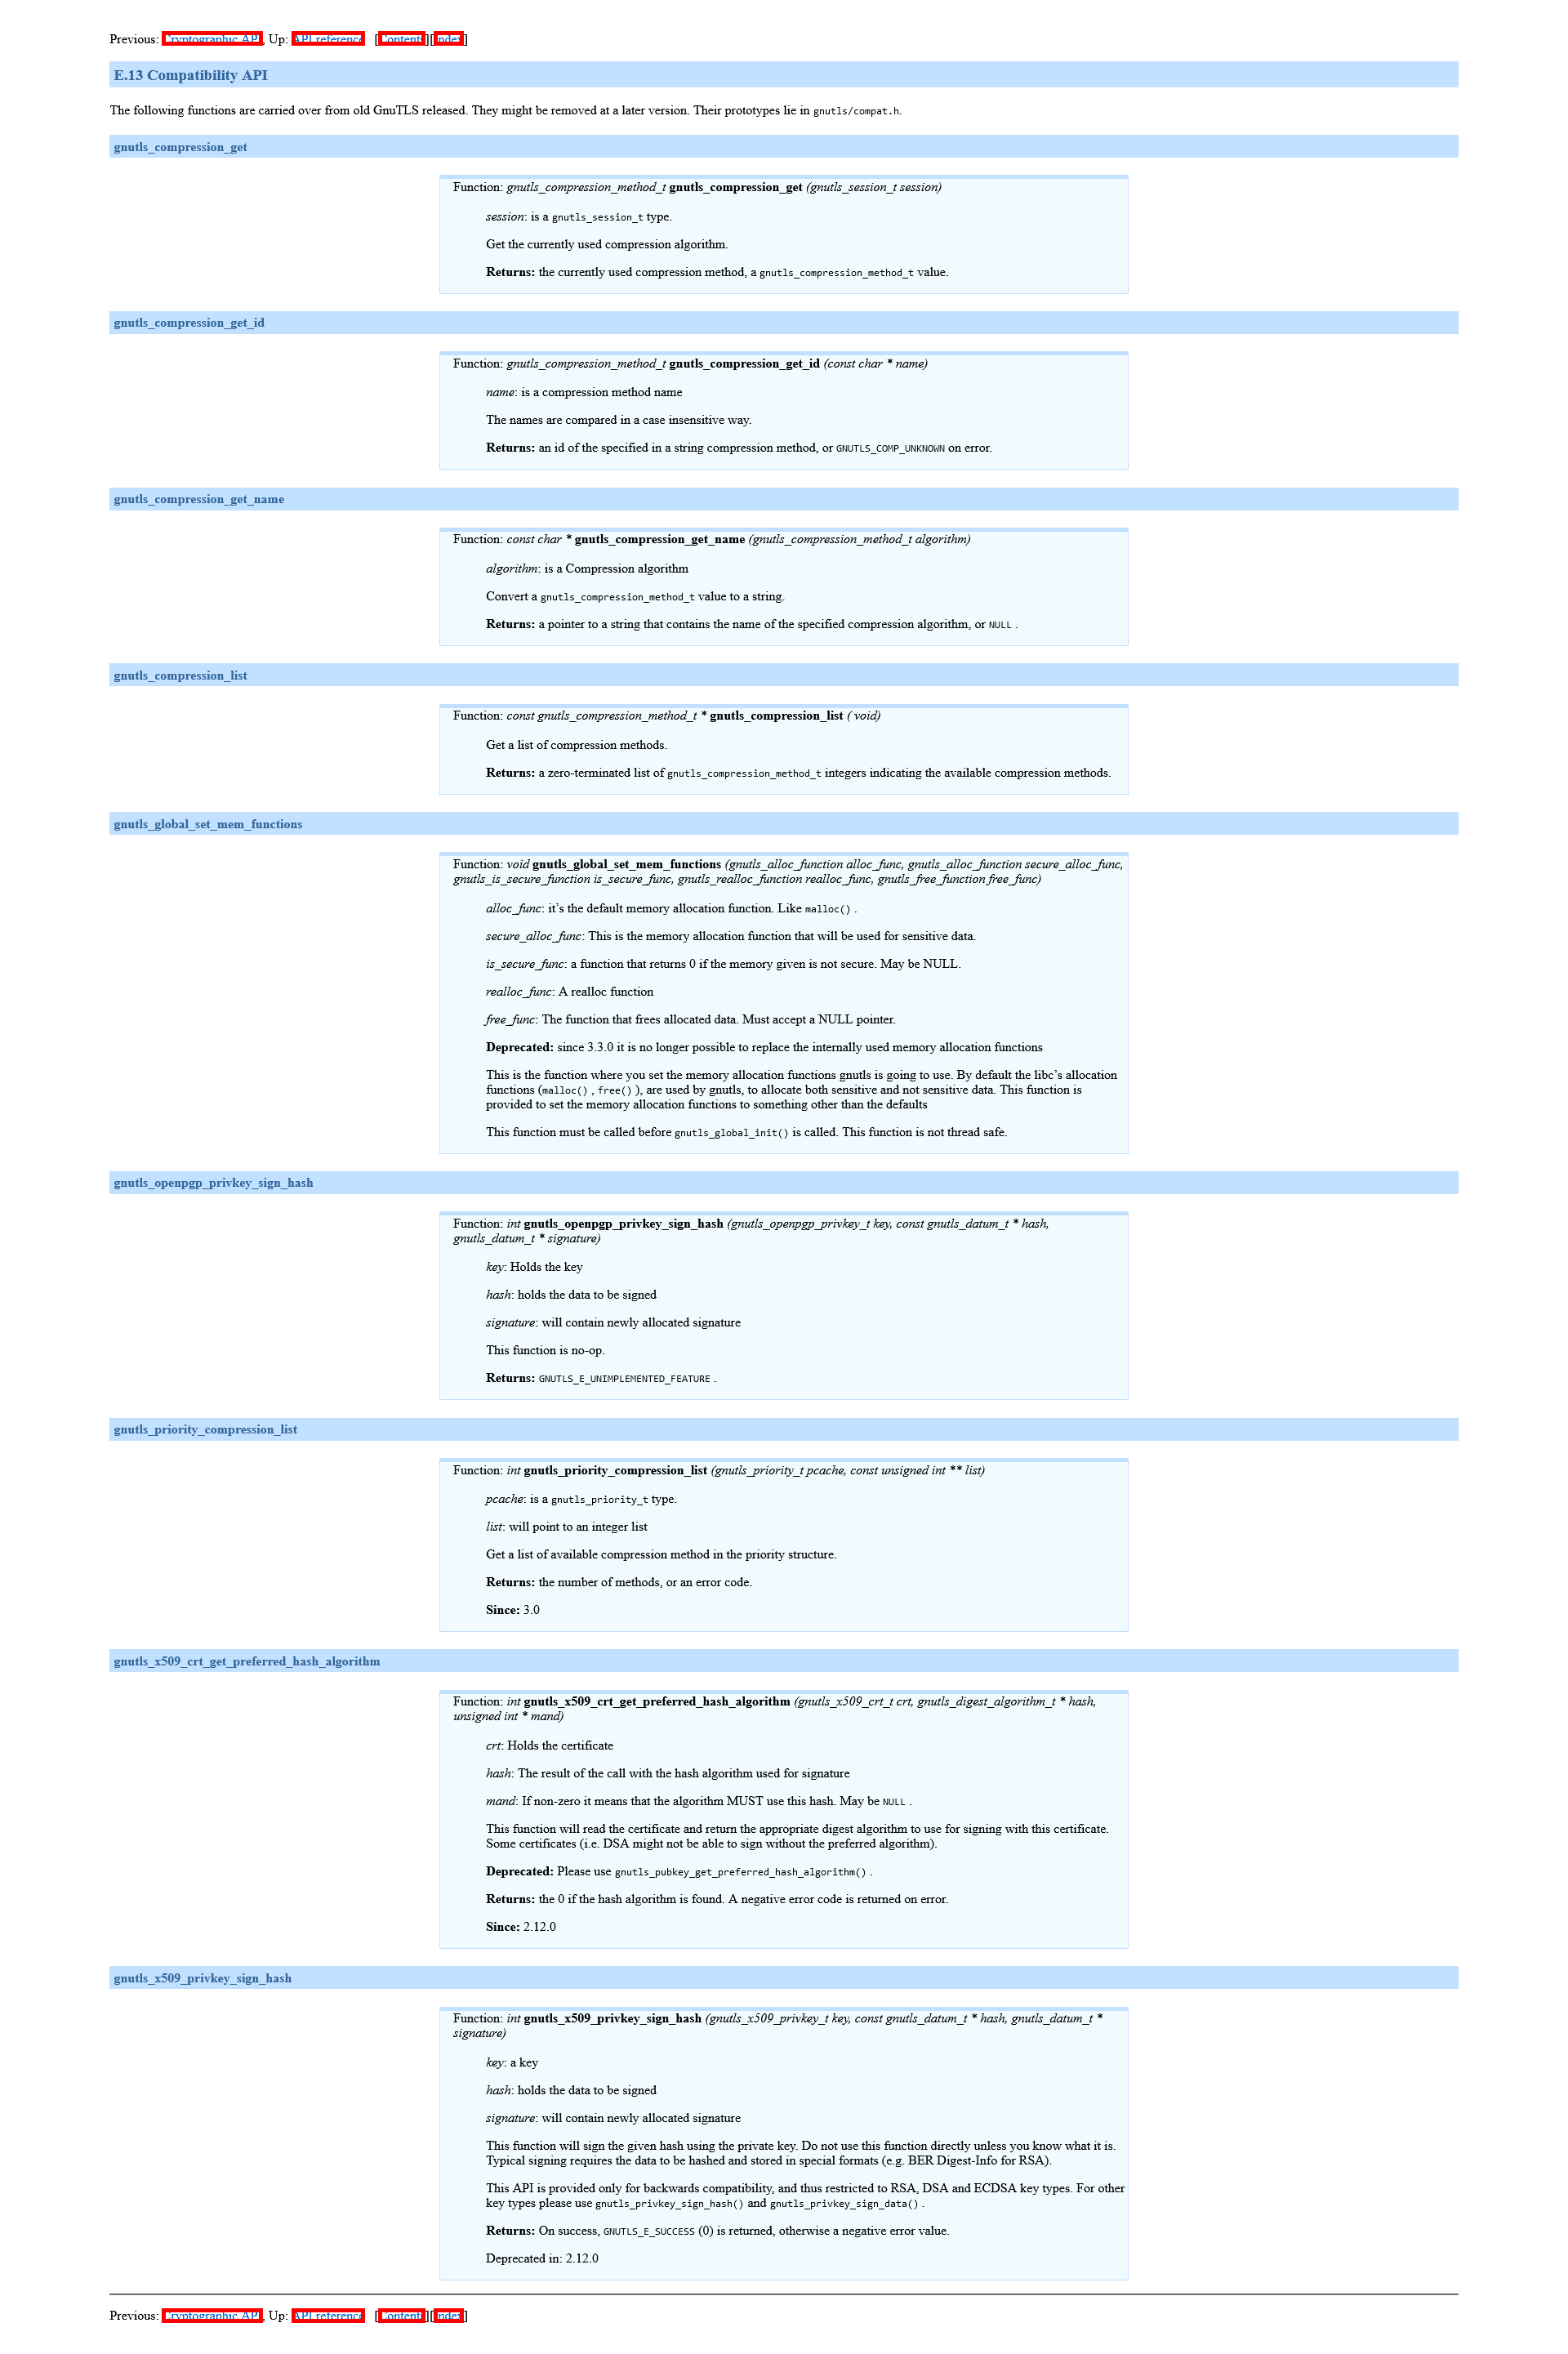 Previous: Cryptographic API, Up: API reference [Contents][Index]
E.13 Compatibility API
The following functions are carried over from old GnuTLS released. They might be removed at a later version. Their prototypes lie in gnutls/compat.h.
gnutls_compression_get
Function: gnutls_compression_method_t gnutls_compression_get (gnutls_session_t session)
session: is a gnutls_session_t type.
Get the currently used compression algorithm.
Returns: the currently used compression method, a gnutls_compression_method_t value.
gnutls_compression_get_id
Function: gnutls_compression_method_t gnutls_compression_get_id (const char * name)
name: is a compression method name
The names are compared in a case insensitive way.
Returns: an id of the specified in a string compression method, or GNUTLS_COMP_UNKNOWN on error.
gnutls_compression_get_name
Function: const char * gnutls_compression_get_name (gnutls_compression_method_t algorithm)
algorithm: is a Compression algorithm
Convert a gnutls_compression_method_t value to a string.
Returns: a pointer to a string that contains the name of the specified compression algorithm, or NULL .
gnutls_compression_list
Function: const gnutls_compression_method_t * gnutls_compression_list ( void)
Get a list of compression methods.
Returns: a zero-terminated list of gnutls_compression_method_t integers indicating the available compression methods.
gnutls_global_set_mem_functions
Function: void gnutls_global_set_mem_functions (gnutls_alloc_function alloc_func, gnutls_alloc_function secure_alloc_func,
gnutls_is_secure_function is_secure_func, gnutls_realloc_function realloc_func, gnutls_free_function free_func)
alloc_func: it’s the default memory allocation function. Like malloc() .
secure_alloc_func: This is the memory allocation function that will be used for sensitive data.
is_secure_func: a function that returns 0 if the memory given is not secure. May be NULL.
realloc_func: A realloc function
free_func: The function that frees allocated data. Must accept a NULL pointer.
Deprecated: since 3.3.0 it is no longer possible to replace the internally used memory allocation functions
This is the function where you set the memory allocation functions gnutls is going to use. By default the libc’s allocation
functions (malloc() , free() ), are used by gnutls, to allocate both sensitive and not sensitive data. This function is
provided to set the memory allocation functions to something other than the defaults
This function must be called before gnutls_global_init() is called. This function is not thread safe.
gnutls_openpgp_privkey_sign_hash
Function: int gnutls_openpgp_privkey_sign_hash (gnutls_openpgp_privkey_t key, const gnutls_datum_t * hash,
gnutls_datum_t * signature)
key: Holds the key
hash: holds the data to be signed
signature: will contain newly allocated signature
This function is no-op.
Returns: GNUTLS_E_UNIMPLEMENTED_FEATURE .
gnutls_priority_compression_list
Function: int gnutls_priority_compression_list (gnutls_priority_t pcache, const unsigned int ** list)
pcache: is a gnutls_priority_t type.
list: will point to an integer list
Get a list of available compression method in the priority structure.
Returns: the number of methods, or an error code.
Since: 3.0
gnutls_x509_crt_get_preferred_hash_algorithm
Function: int gnutls_x509_crt_get_preferred_hash_algorithm (gnutls_x509_crt_t crt, gnutls_digest_algorithm_t * hash,
unsigned int * mand)
crt: Holds the certificate
hash: The result of the call with the hash algorithm used for signature
mand: If non-zero it means that the algorithm MUST use this hash. May be NULL .
This function will read the certificate and return the appropriate digest algorithm to use for signing with this certificate.
Some certificates (i.e. DSA might not be able to sign without the preferred algorithm).
Deprecated: Please use gnutls_pubkey_get_preferred_hash_algorithm() .
Returns: the 0 if the hash algorithm is found. A negative error code is returned on error.
Since: 2.12.0
gnutls_x509_privkey_sign_hash
Function: int gnutls_x509_privkey_sign_hash (gnutls_x509_privkey_t key, const gnutls_datum_t * hash, gnutls_datum_t *
signature)
key: a key
hash: holds the data to be signed
signature: will contain newly allocated signature
This function will sign the given hash using the private key. Do not use this function directly unless you know what it is.
Typical signing requires the data to be hashed and stored in special formats (e.g. BER Digest-Info for RSA).
This API is provided only for backwards compatibility, and thus restricted to RSA, DSA and ECDSA key types. For other
key types please use gnutls_privkey_sign_hash() and gnutls_privkey_sign_data() .
Returns: On success, GNUTLS_E_SUCCESS (0) is returned, otherwise a negative error value.
Deprecated in: 2.12.0
Previous: Cryptographic API, Up: API reference [Contents][Index]